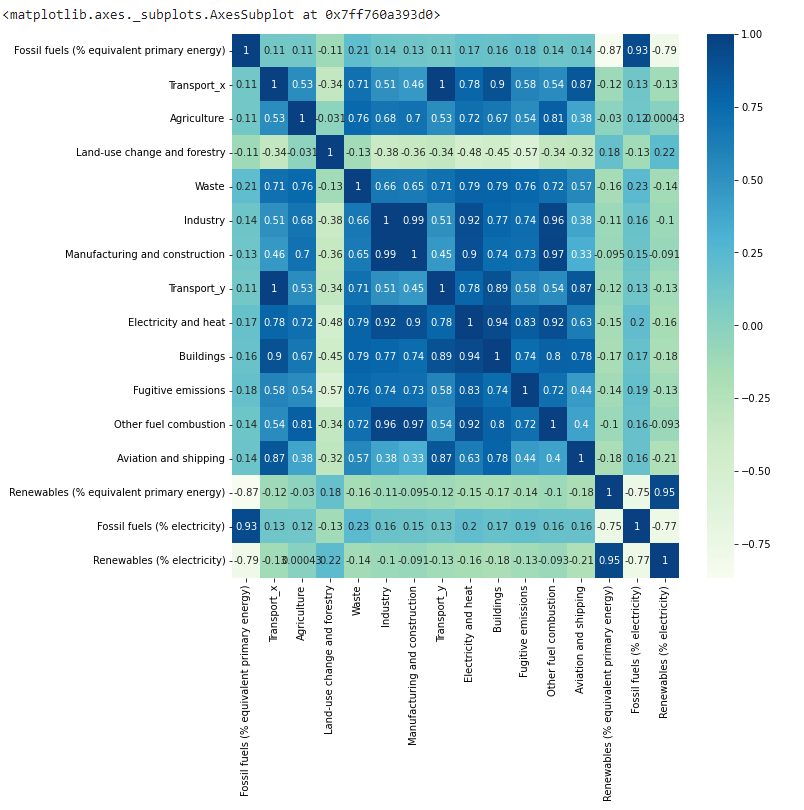 <matplotlib.axes._subplots.AxesSubplot at 0x7ff760a393d0>
Fossil fuels (% equivalent primary energy) 1 0.11 0.11 -0.11 0.21 0.14 0.13 0.11 0.17 0.16 0.18 0.14 0.14 -0.87 0.93 -0.79
Transport_x 0.11 1 0.53 -0.34 0.71 0.51 0.46 1 0.78 0.9 0.58 0.54 0.87 -0.12 0.13 -0.13
Agriculture 0.11 0.53 1 -0.031 0.76 0.68 0.7 0.53 0.72 0.67 0.54 0.81 0.38 -0.03 0.12 0.00043
Land-use change and forestry -0.11 -0.34 -0.031 1 -0.13 -0.38 -0.36 -0.34 -0.48 -0.45 -0.57 -0.34 -0.32 0.18 -0.13 0.22
Waste 0.21 0.71 0.76 -0.13 1 0.66 0.65 0.71 0.79 0.79 0.76 0.72 0.57 -0.16 0.23 -0.14
Industry 0.14 0.51 0.68 -0.38 0.66 1 0.99 0.51 0.92 0.77 0.74 0.96 0.38 -0.11 0.16 -0.1
Manufacturing and construction 0.13 0.46 0.7 -0.36 0.65 0.99 1 0.45 0.9 0.74 0.73 0.97 0.33 -0.095 0.15 -0.091
Transport_y 0.11 1 0.53 -0.34 0.71 0.51 0.45 1 0.78 0.89 0.58 0.54 0.87 -0.12 0.13 -0.13
Electricity and heat 0.17 0.78 0.72 -0.48 0.79 0.92 0.9 0.78 1 0.94 0.83 0.92 0.63 -0.15 0.2 -0.16
Buildings 0.16 0.9 0.67 -0.45 0.79 0.77 0.74 0.89 0.94 1 0.74 0.8 0.78 -0.17 0.17 -0.18
Fugitive emissions 0.18 0.58 0.54 -0.57 0.76 0.74 0.73 0.58 0.83 0.74 1 0.72 0.44 -0.14 0.19 -0.13
Other fuel combustion 0.14 0.54 0.81 -0.34 0.72 0.96 0.97 0.54 0.92 0.8 0.72 1 0.4 -0.1 0.16 -0.093
Aviation and shipping 0.14 0.87 0.38 -0.32 0.57 0.38 0.33 0.87 0.63 0.78 0.44 0.4 1 -0.18 0.16 -0.21
Renewables (% equivalent primary energy) -0.87 -0.12 -0.03 0.18 -0.16 -0.11 -0.095 -0.12 -0.15 -0.17 -0.14 -0.1 -0.18 1 -0.75 0.95
Fossil fuels (% electricity) 0.93 0.13 0.12 -0.13 0.23 0.16 0.15 0.13 0.2 0.17 0.19 0.16 0.16 -0.75 1 -0.77
Renewables (% electricity) -0.79 -0.13 0.00043 0.22 -0.14 -0.1 -0.091 -0.13 -0.16 -0.18 -0.13 -0.093 -0.21 0.95 -0.77 1
Fossil fuels (% equivalent primary energy)
Transport_x
Agriculture
Land-use change and forestry
Waste
Industry
Manufacturing and construction
Transport_y
Electricity and heat
Buildings
Fugitive emissions
Other fuel combustion
Aviation and shipping
Renewables (% equivalent primary energy)
Fossil fuels (% electricity)
Renewables (% electricity)
1.00
0.75
0.50
0.25
0.00
-0.25
-0.50
-0.75